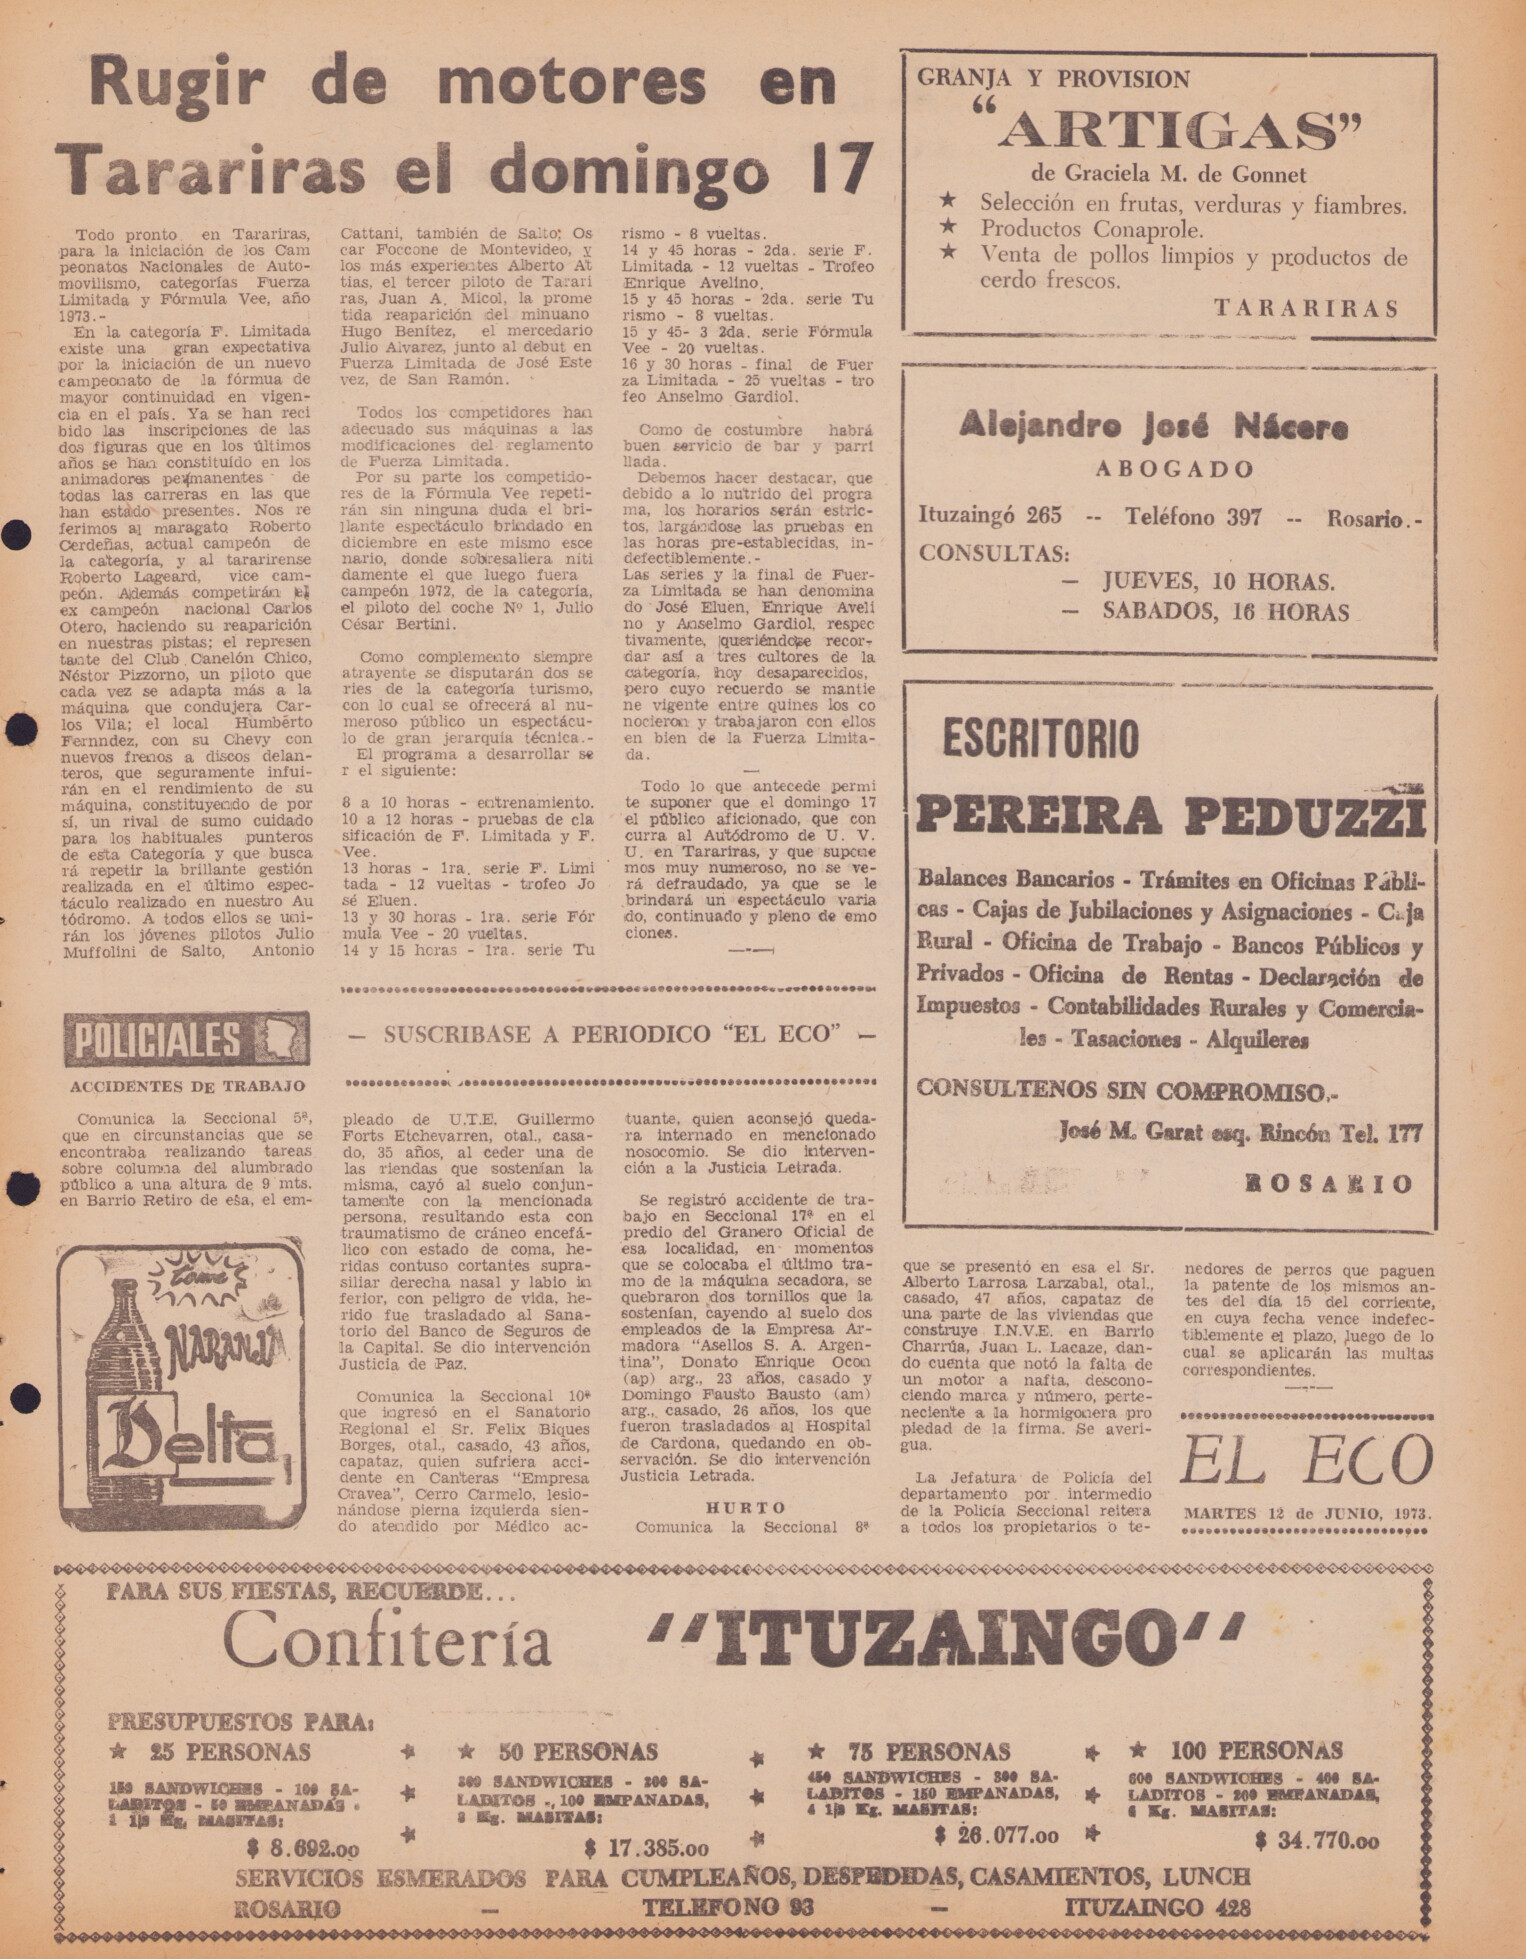 Rugir de motores en
Tarariras el domingo 17
Todo pronto en Tarariras,
para la iniciación de los Cam
peonatos Nacionales de Auto-
movilismo, categorías Fuerza
Limitada y Fórmula Vee, año
1973.-
En la categoría F. Limitada
existe una gran expectativa
por la iniciación de un nuevo
campeonato de la fórmua de
mayor continuidad en vigen-
cia en el país. Ya se han reci
bido las inscripciones de las
dos figuras que en los últimos
años se han constituído en los
animadores permanentes de
todas las carreras en las que
han estado presentes. Nos re
ferimos al maragato Roberto
Cerdeñas, actual campeón de
la categoría, y al tararirense
Roberto Lageard, vice cam-
peón. Además competirán el
ex campeón nacional Carlos
Otero, haciendo su reaparición
en nuestras pistas; el represen
tante del Club Canelón Chico,
Néstor Pizzorno, un piloto que
cada vez se adapta más a la
máquina que condujera Car-
los Vila; el local Humberto
Fernndez, con su Chevy con
nuevos frenos a discos delan-
teros, que seguramente infui-
rán en el rendimiento de su
máquina, constituyendo de por
sí, un rival de sumo cuidado
para los habituales punteros
de esta Categoría y que busca
rá repetir la brillante gestión
realizada en el último espec-
táculo realizado en nuestro Au
tódromo. A todos ellos se uni-
rán los jóvenes pilotos Julio
Muffolini de Salto, Antonio
Cattani, también de Salto; Os
car Foccone de Montevideo, y
los más experientes Alberto At
tias, el tercer piloto de Tarari
ras, Juan A. Micol, la prome
tida reaparición del minuano
Hugo Benítez, el mercedario
Julio Alvarez, junto al debut en
Fuerza Limitada de José Este
vez, de San Ramón.
Todos los competidores han
adecuado sus máquinas a las
modificaciones del reglamento
de Fuerza Limitada.
Por su parte los competido-
res de la Fórmula Vee repeti-
rán sin ninguna duda el bri-
llante espectáculo brindado en
diciembre en este mismo esce
nario, donde sobresaliera niti
damente el que luego fuera
campeón 1972, de la categoría,
el piloto del coche Nº 1, Julio
César Bertini.
Como complemento siempre
atrayente se disputarán dos se
ries de la categoría turismo,
con lo cual se ofrecerá al nu-
meroso público un espectácu-
lo de gran jerarquía técnica.-
El programa a desarrollar se
r el siguiente:
8 a 10 horas - entrenamiento.
10 a 12 horas - pruebas de cla
sificación de F. Limitada y F.
Vee.
13 horas - 1ra. serie F. Limi
tada - 12 vueltas - trofeo Jo
sé Eluen.
13 y 30 horas - 1ra. serie Fór
mula Vee - 20 vueltas.
14 y 15 horas - 1ra. serie Tu
rismo - 8 vueltas.
14 y 45 horas - 2da. serie F.
Limitada - 12 vueltas - Trofeo
Enrique Avelino.
15 y 45 horas - 2da. serie Tu
rismo - 8 vueltas.
15 y 45- 3 2da. serie Fórmula
Vee - 20 vueltas.
16 y 30 horas - final de Fuer
za Limitada - 25 vueltas - tro
feo Anselmo Gardiol.
Como de costumbre habrá
buen servicio de bar y parri
llada.
Debemos hacer destacar, que
debido a lo nutrido del progra
ma, los horarios serán estric-
tos, largándose las pruebas en
las horas pre-establecidas, in-
defectiblemente.-
Las series y la final de Fuer-
za Limitada se han denomina
do José Eluen, Enrique Aveli
no y Anselmo Gardiol, respec
tivamente, queriéndose recor-
dar así a tres cultores de la
categoría, hoy desaparecidos,
pero cuyo recuerdo se mantie
ne vigente entre quines los co
nocieron y trabajaron con ellos
en bien de la Fuerza Limita-
da.
—
Todo lo que antecede permi
te suponer que el domingo 17
el público aficionado, que con
curra al Autódromo de U. V.
U. en Tarariras, y que supone
mos muy numeroso, no se ve-
rá defraudado, ya que se le
brindará un espectáculo varia
do, continuado y pleno de emo
ciones.
— SUSCRIBASE A PERIODICO "EL ECO" —
POLICIALES
ACCIDENTES DE TRABAJO
Comunica la Seccional 5ª,
que en circunstancias que se
encontraba realizando tareas
sobre columna del alumbrado
público a una altura de 9 mts.
en Barrio Retiro de esa, el em-
pleado de U.T.E. Guillermo
Forts Etchevarren, otal., casa-
do, 35 años, al ceder una de
las riendas que sostenían la
misma, cayó al suelo conjun-
tamente con la mencionada
persona, resultando esta con
traumatismo de cráneo encefá-
lico con estado de coma, he-
ridas contuso cortantes supra-
siliar derecha nasal y labio in
ferior, con peligro de vida, he-
rido fue trasladado al Sana-
torio del Banco de Seguros de
la Capital. Se dio intervención
Justicia de Paz.
Comunica la Seccional 10ª
que ingresó en el Sanatorio
Regional el Sr. Felix Biques
Borges, otal., casado, 43 años,
capataz, quien sufriera acci-
dente en Canteras "Empresa
Cravea", Cerro Carmelo, lesio-
nándose pierna izquierda sien-
do atendido por Médico ac-
tuante, quien aconsejó queda-
ra internado en mencionado
nosocomio. Se dio interven-
ción a la Justicia Letrada.
Se registró accidente de tra-
bajo en Seccional 17ª en el
predio del Granero Oficial de
esa localidad, en momentos
que se colocaba el último tra-
mo de la máquina secadora, se
quebraron dos tornillos que la
sostenían, cayendo al suelo dos
empleados de la Empresa Ar-
madora "Asellos S. A. Argen-
tina", Donato Enrique Ocon
(ap) arg., 23 años, casado y
Domingo Fausto Bausto (am)
arg., casado, 26 años, los que
fueron trasladados al Hospital
de Cardona, quedando en ob-
servación. Se dio intervención
Justicia Letrada.
HURTO
Comunica la Seccional 8ª
que se presentó en esa el Sr.
Alberto Larrosa Larzabal, otal.,
casado, 47 años, capataz de
una parte de las viviendas que
construye I.N.V.E. en Barrio
Charrúa, Juan L. Lacaze, dan-
do cuenta que notó la falta de
un motor a nafta, descono-
ciendo marca y número, perte-
neciente a la hormigonera pro
piedad de la firma. Se averi-
gua.
La Jefatura de Policía del
departamento por intermedio
de la Policía Seccional reitera
a todos los propietarios o te-
nedores de perros que paguen
la patente de los mismos an-
tes del día 15 del corriente,
en cuya fecha vence indefec-
tiblemente el plazo, luego de lo
cual se aplicarán las multas
correspondientes.
tome
NARANJA
Delta
GRANJA Y PROVISION
"ARTIGAS"
de Graciela M. de Gonnet
★ Selección en frutas, verduras y fiambres.
★ Productos Conaprole.
★ Venta de pollos limpios y productos de
cerdo frescos.
TARARIRAS
Alejandro José Nácere
ABOGADO
Ituzaingó 265 -- Teléfono 397 -- Rosario.-
CONSULTAS:
— JUEVES, 10 HORAS.
— SABADOS, 16 HORAS
ESCRITORIO
PEREIRA PEDUZZI
Balances Bancarios - Trámites en Oficinas Públi-
cas - Cajas de Jubilaciones y Asignaciones - Caja
Rural - Oficina de Trabajo - Bancos Públicos y
Privados - Oficina de Rentas - Declaración de
Impuestos - Contabilidades Rurales y Comercia-
les - Tasaciones - Alquileres
CONSULTENOS SIN COMPROMISO.-
José M. Garat esq. Rincón Tel. 177
ROSARIO
EL ECO
MARTES 12 de JUNIO, 1973.
PARA SUS FIESTAS, RECUERDE...
Confitería "ITUZAINGO"
PRESUPUESTOS PARA:
★ 25 PERSONAS
150 SANDWICHES - 100 SA-
LADITOS - 50 EMPANADAS.
1 1/2 Kg. MASITAS:
$ 8.692.00
★ 50 PERSONAS
300 SANDWICHES - 200 SA-
LADITOS -, 100 EMPANADAS,
3 Kg. MASITAS:
$ 17.385.00
★ 75 PERSONAS
450 SANDWICHES - 300 SA-
LADITOS - 150 EMPANADAS,
4 1/2 Kg. MASITAS:
$ 26.077.00
★ 100 PERSONAS
600 SANDWICHES - 400 SA-
LADITOS - 200 EMPANADAS,
6 Kg. MASITAS:
$ 34.770.00
SERVICIOS ESMERADOS PARA CUMPLEAÑOS, DESPEDIDAS, CASAMIENTOS, LUNCH
ROSARIO — TELEFONO 93 — ITUZAINGO 428